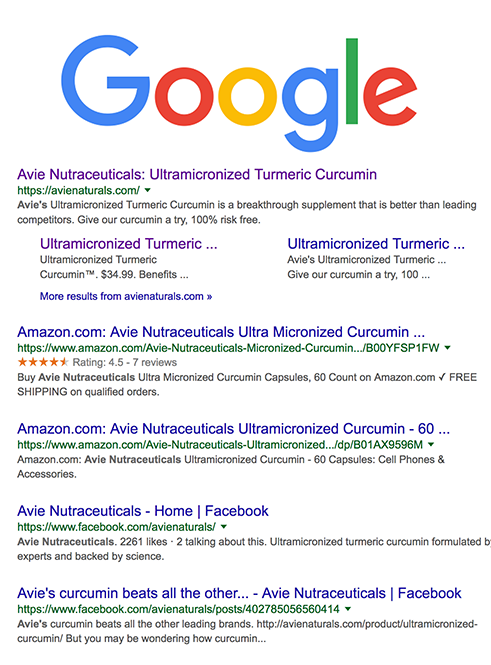 Google
Avie Nutraceuticals: Ultramicronized Turmeric Curcumin
https://avienaturals.com/ ▼
Avie's Ultramicronized Turmeric Curcumin is a breakthrough supplement that is better than leading
competitors. Give our curcumin a try, 100% risk free.
Ultramicronized Turmeric ...
Ultramicronized Turmeric
Curcumin™. $34.99. Benefits ...
Ultramicronized Turmeric ...
Avie's Ultramicronized Turmeric ...
Give our curcumin a try, 100 ...
More results from avienaturals.com »
Amazon.com: Avie Nutraceuticals Ultra Micronized Curcumin ...
https://www.amazon.com/Avie-Nutraceuticals-Micronized-Curcumin.../B00YFSP1FW ▼
Rating: 4.5 - 7 reviews
Buy Avie Nutraceuticals Ultra Micronized Curcumin Capsules, 60 Count on Amazon.com ✓ FREE
SHIPPING on qualified orders.
Amazon.com: Avie Nutraceuticals Ultramicronized Curcumin - 60 ...
https://www.amazon.com/Avie-Nutraceuticals-Ultramicronized.../dp/B01AX9596M ▼
Amazon.com: Avie Nutraceuticals Ultramicronized Curcumin - 60 Capsules: Cell Phones &
Accessories.
Avie Nutraceuticals - Home | Facebook
https://www.facebook.com/avienaturals/ ▼
Avie Nutraceuticals. 2261 likes · 2 talking about this. Ultramicronized turmeric curcumin formulated by
experts and backed by science.
Avie's curcumin beats all the other... - Avie Nutraceuticals | Facebook
https://www.facebook.com/avienaturals/posts/402785056560414 ▼
Avie's curcumin beats all the other leading brands. http://avienaturals.com/product/ultramicronized-
curcumin/ But you may be wondering how curcumin...